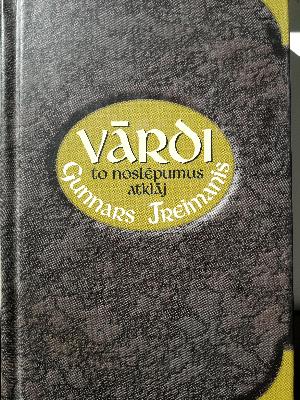 VĀRDI
to noslēpumus
atklāj
Gunnars Treimanis